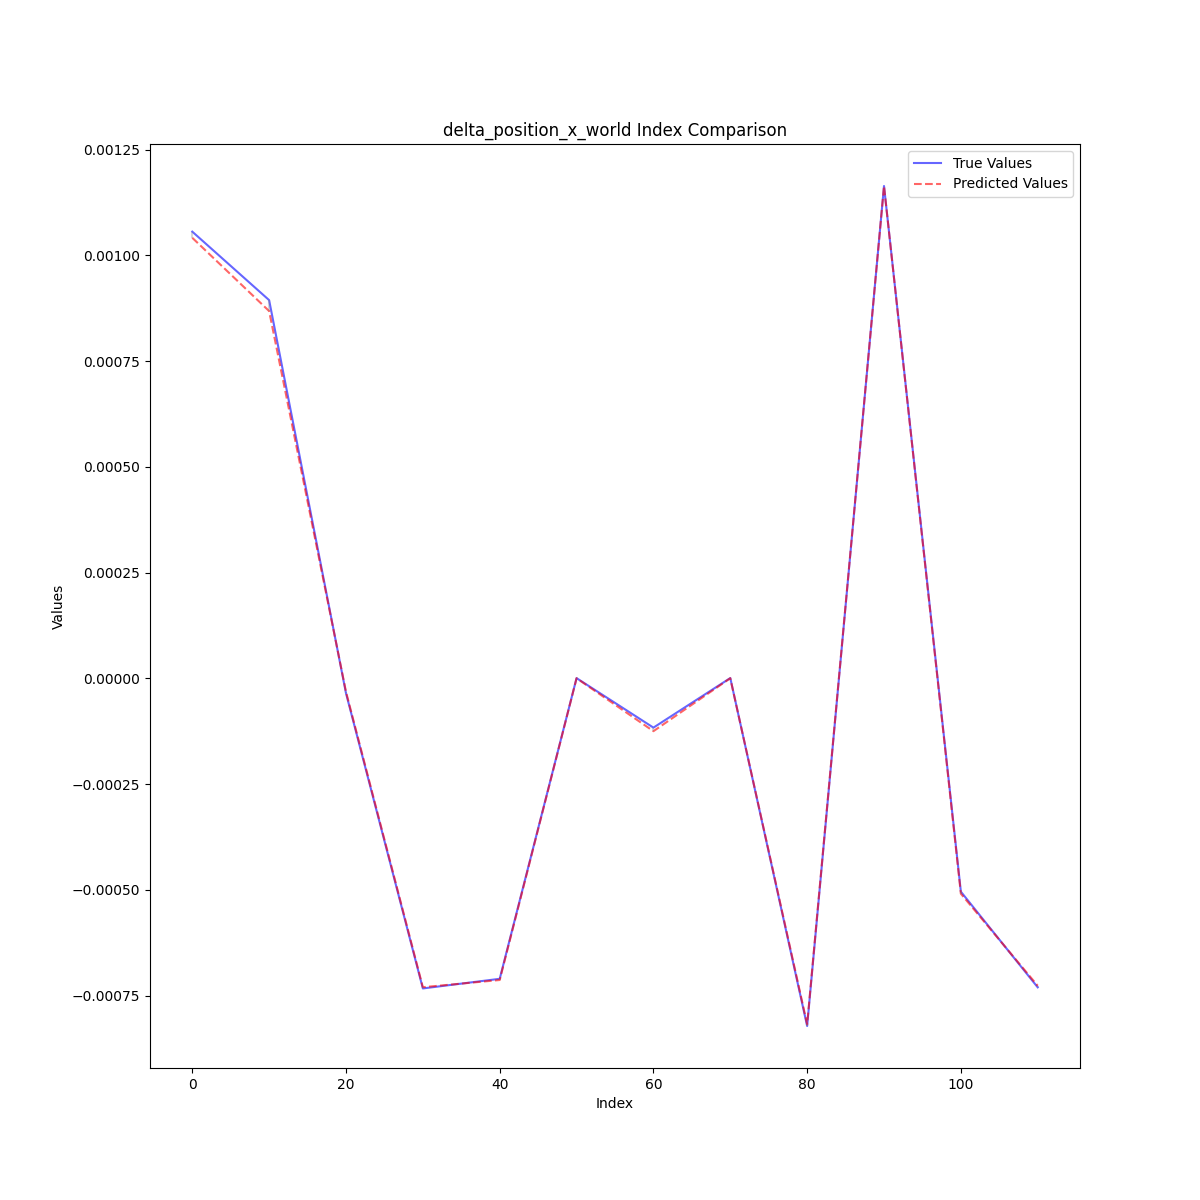 delta_position_x_world Index Comparison
True Values
Predicted Values
0.00125
0.00100
0.00075
0.00050
0.00025
0.00000
−0.00025
−0.00050
−0.00075
Values
0 20 40 60 80 100
Index